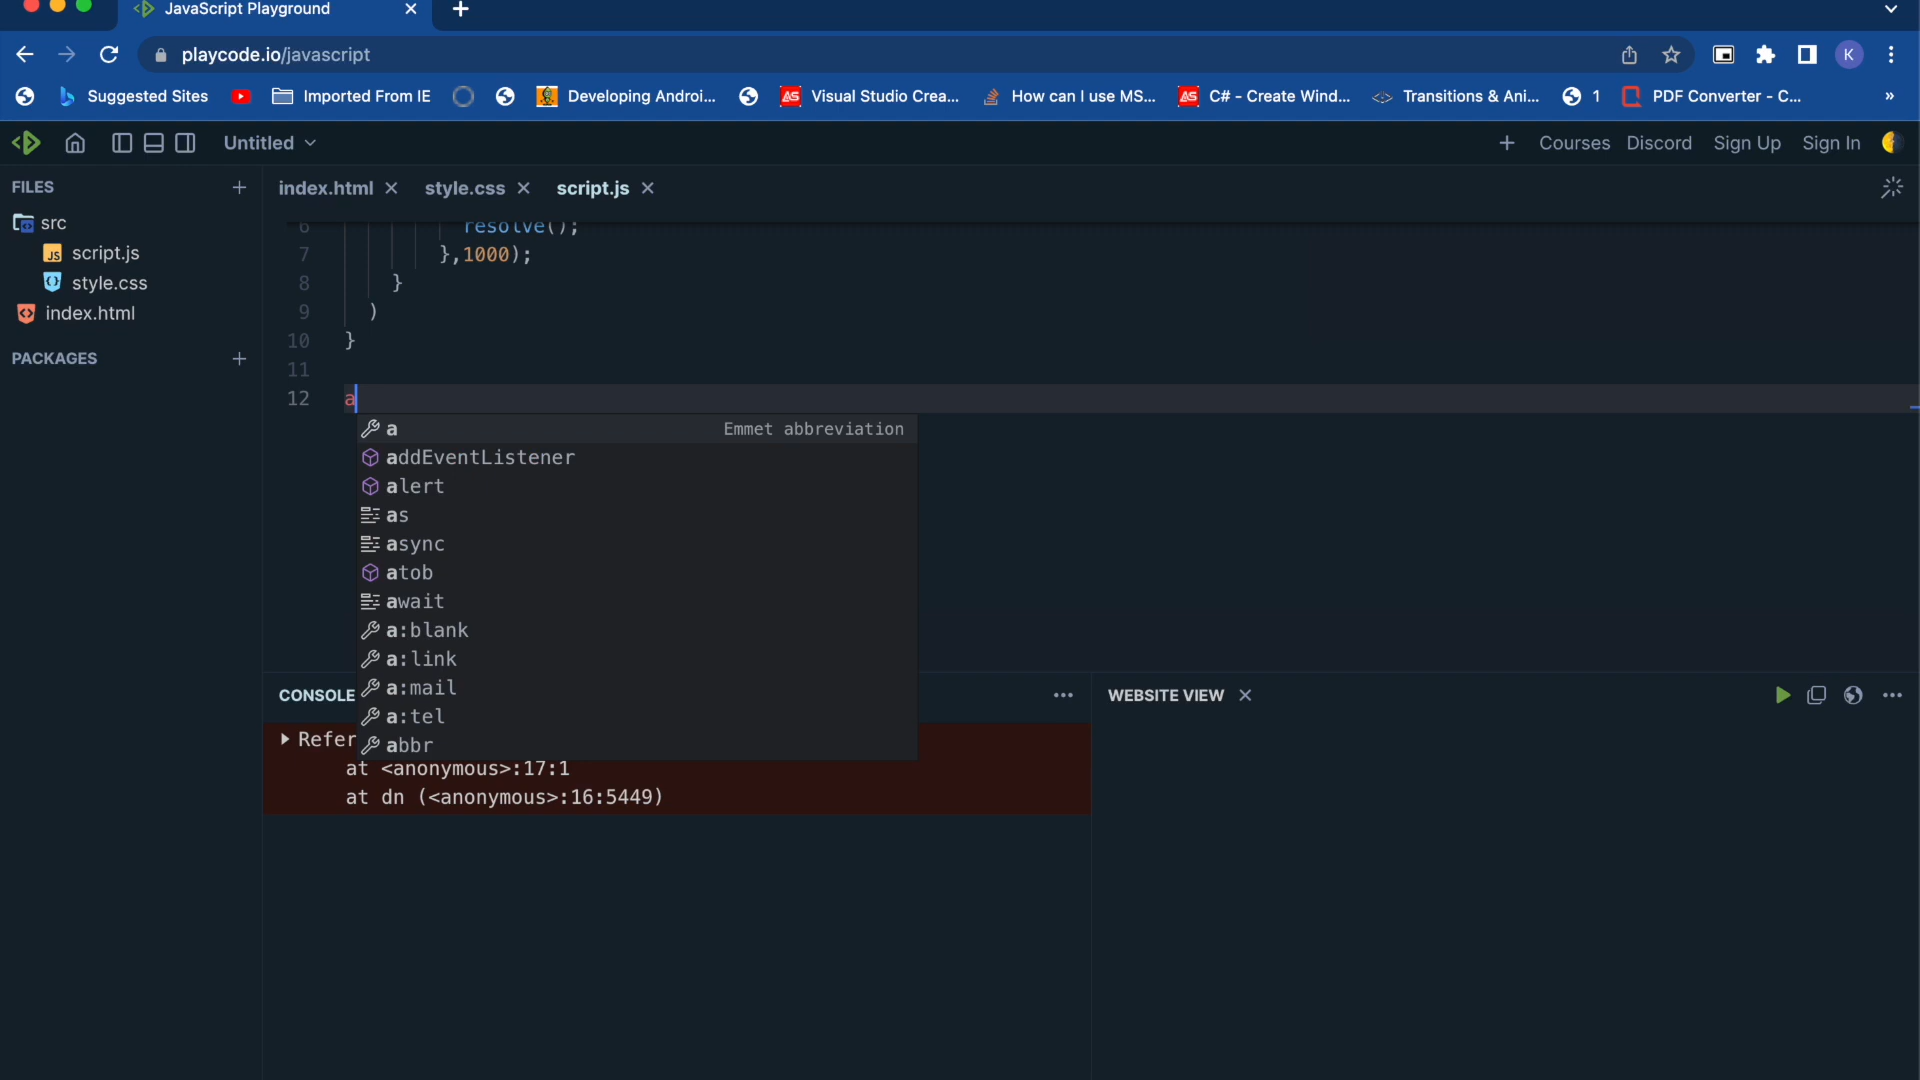 JavaScript Playground
playcode.io/javascript
K
Suggested Sites
Imported From IE
Developing Androi...
Visual Studio Crea...
How can I use MS...
C# - Create Wind...
Transitions & Ani...
1
PDF Converter - C...
»
Untitled
Courses Discord Sign Up Sign In
FILES
index.html
style.css
script.js
src
script.js
style.css
index.html
PACKAGES
6 resolve();
7 },1000);
8 }
9 )
10 }
11
12 a
a Emmet abbreviation
addEventListener
alert
as
async
atob
await
a:blank
a:link
a:mail
a:tel
abbr
CONSOLE
WEBSITE VIEW
Refer
at <anonymous>:17:1
at dn (<anonymous>:16:5449)